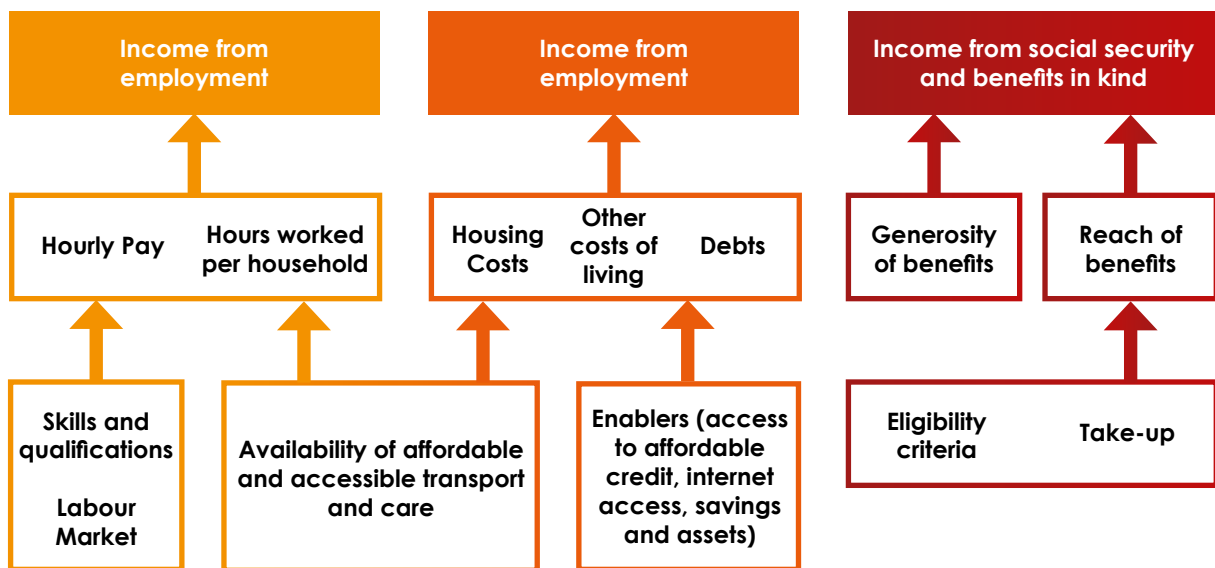 Income from
employment
Income from
employment
Income from social security
and benefits in kind
Hourly Pay
Hours worked
per household
Housing
Costs
Other
costs of
living
Debts
Generosity
of benefits
Reach of
benefits
Skills and
qualifications
Labour
Market
Availability of affordable
and accessible transport
and care
Enablers (access
to affordable
credit, internet
access, savings
and assets)
Eligibility
criteria
Take-up